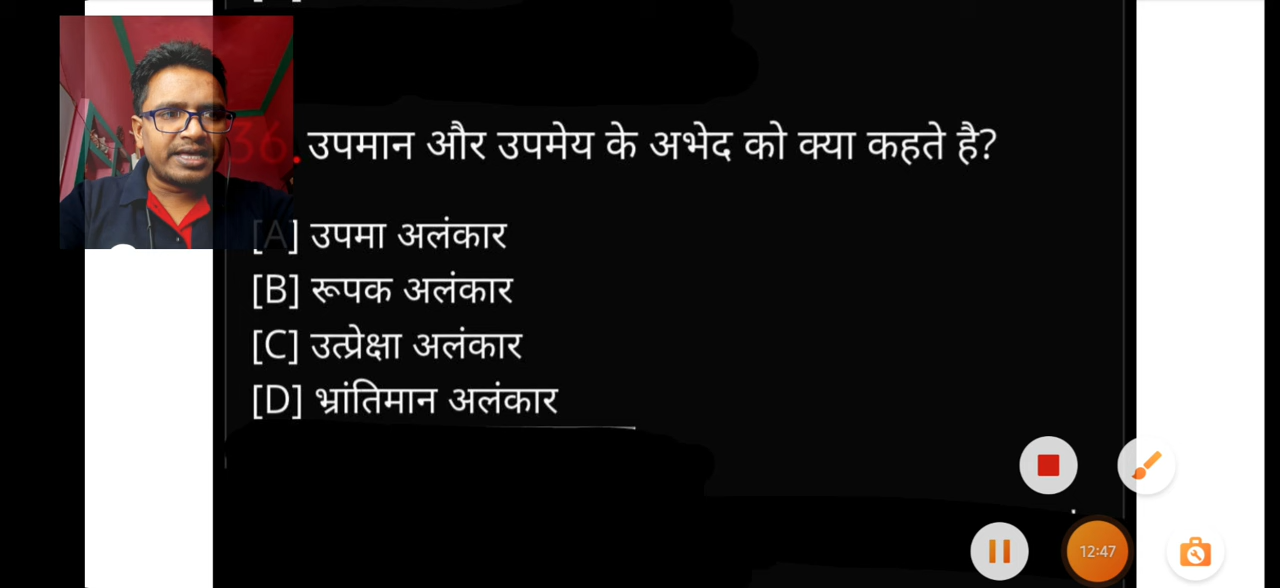 36. उपमान और उपमेय के अभेद को क्या कहते है?
[A] उपमा अलंकार
[B] रूपक अलंकार
[C] उत्प्रेक्षा अलंकार
[D] भ्रांतिमान अलंकार
12:47